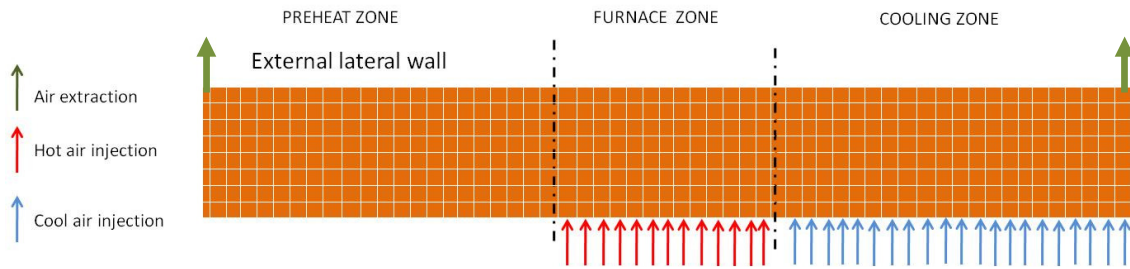 PREHEAT ZONE
FURNACE ZONE
COOLING ZONE
External lateral wall
Air extraction
Hot air injection
Cool air injection